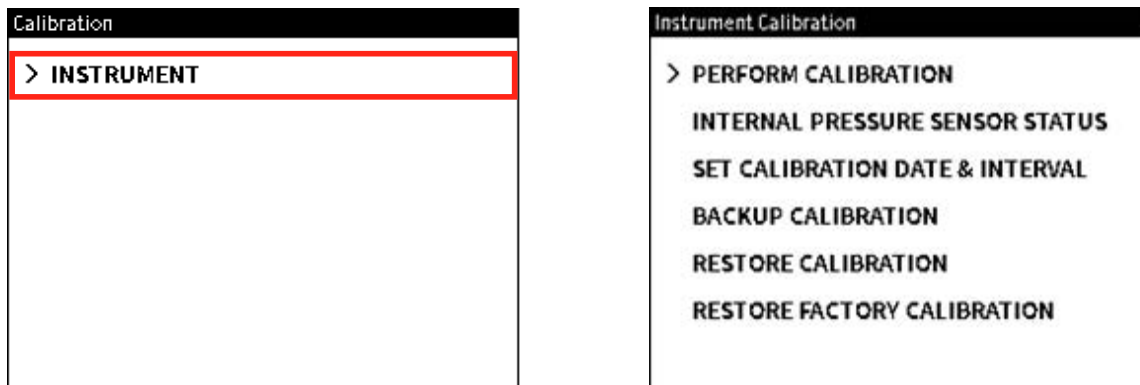 Calibration
> INSTRUMENT
Instrument Calibration
> PERFORM CALIBRATION
INTERNAL PRESSURE SENSOR STATUS
SET CALIBRATION DATE & INTERVAL
BACKUP CALIBRATION
RESTORE CALIBRATION
RESTORE FACTORY CALIBRATION